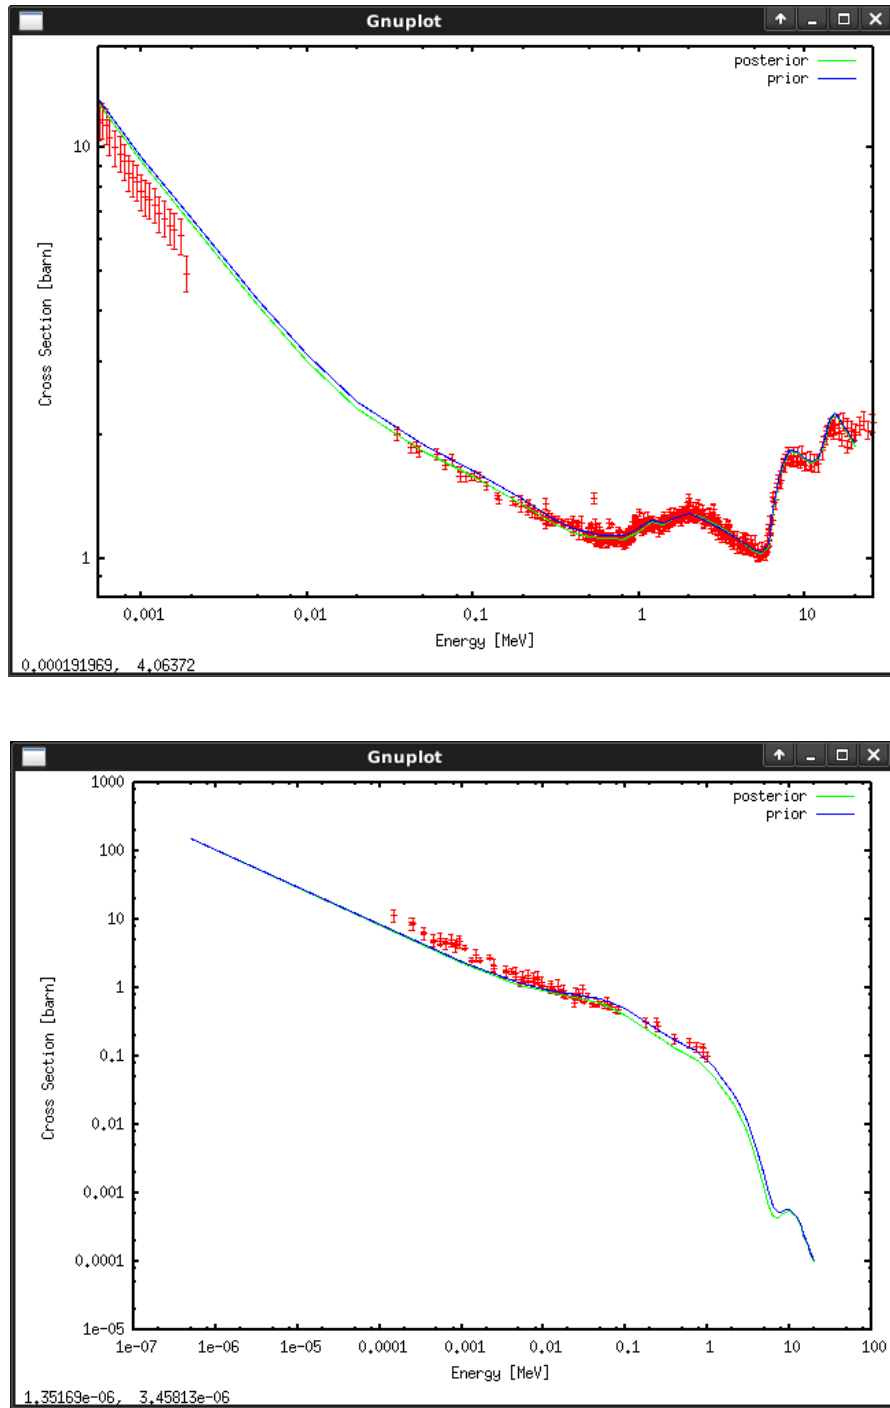 Gnuplot
posterior
prior
10
1
Cross Section [barn]
0.001 0.01 0.1 1 10
Energy [MeV]
0.000191969, 4.06372
Gnuplot
1000
posterior
prior
100
10
1
0.1
0.01
0.001
0.0001
1e-05
Cross Section [barn]
1e-07 1e-06 1e-05 0.0001 0.001 0.01 0.1 1 10 100
Energy [MeV]
1.35169e-06, 3.45813e-06